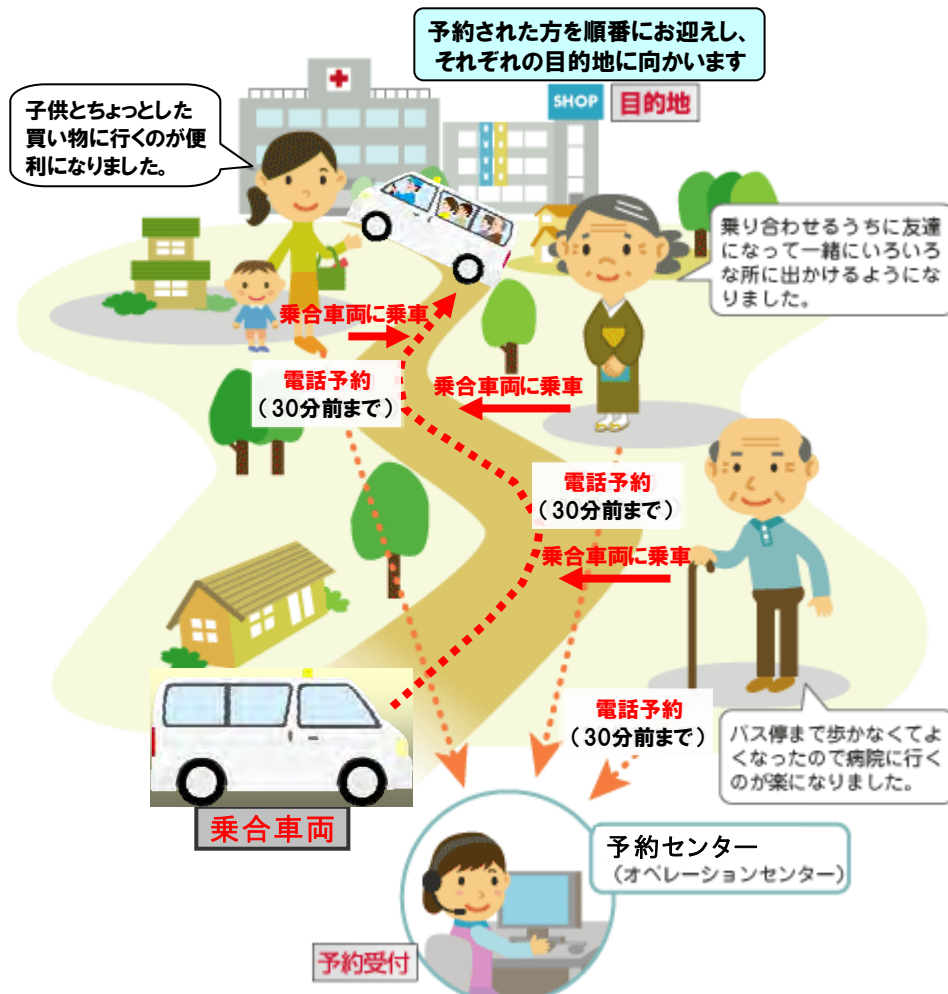 予約された方を順番にお迎えし、
それぞれの目的地に向かいます
SHOP
目的地
子供とちょっとした
買い物に行くのが便
利になりました。
乗り合わせるうちに友達
になって一緒にいろいろ
な所に出かけるようにな
りました。
乗合車両に乗車
電話予約
（30分前まで）
乗合車両に乗車
電話予約
（30分前まで）
乗合車両に乗車
電話予約
（30分前まで）
バス停まで歩かなくてよ
くなったので病院に行く
のが楽になりました。
乗合車両
予約センター
（オペレーションセンター）
予約受付